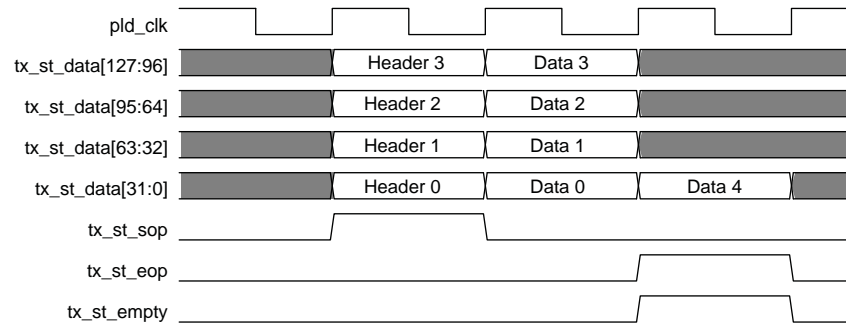 pld_clk
tx_st_data[127:96] Header 3 Data 3
tx_st_data[95:64] Header 2 Data 2
tx_st_data[63:32] Header 1 Data 1
tx_st_data[31:0] Header 0 Data 0 Data 4
tx_st_sop
tx_st_eop
tx_st_empty